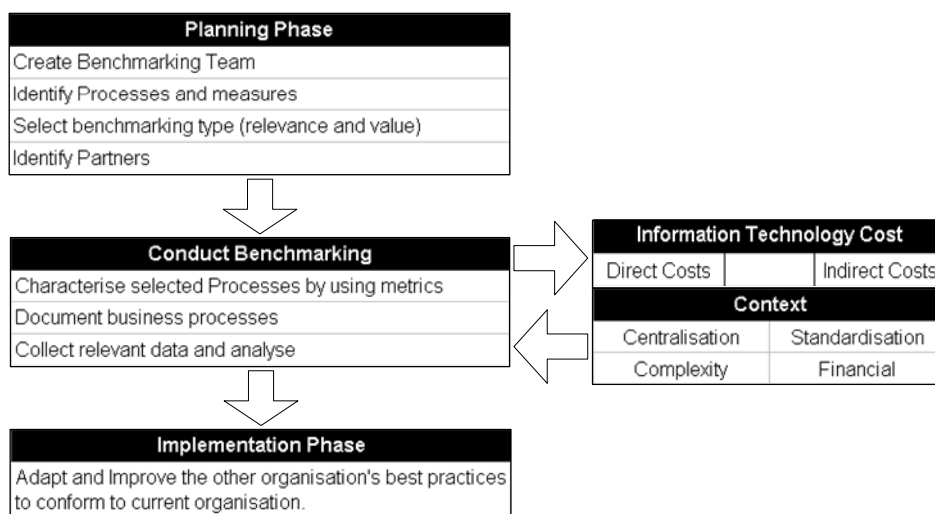 Planning Phase
Create Benchmarking Team
Identify Processes and measures
Select benchmarking type (relevance and value)
Identify Partners
Conduct Benchmarking
Characterise selected Processes by using metrics
Document business processes
Collect relevant data and analyse
Information Technology Cost
Direct Costs Indirect Costs
Context
Centralisation Standardisation
Complexity Financial
Implementation Phase
Adapt and Improve the other organisation's best practices
to conform to current organisation.